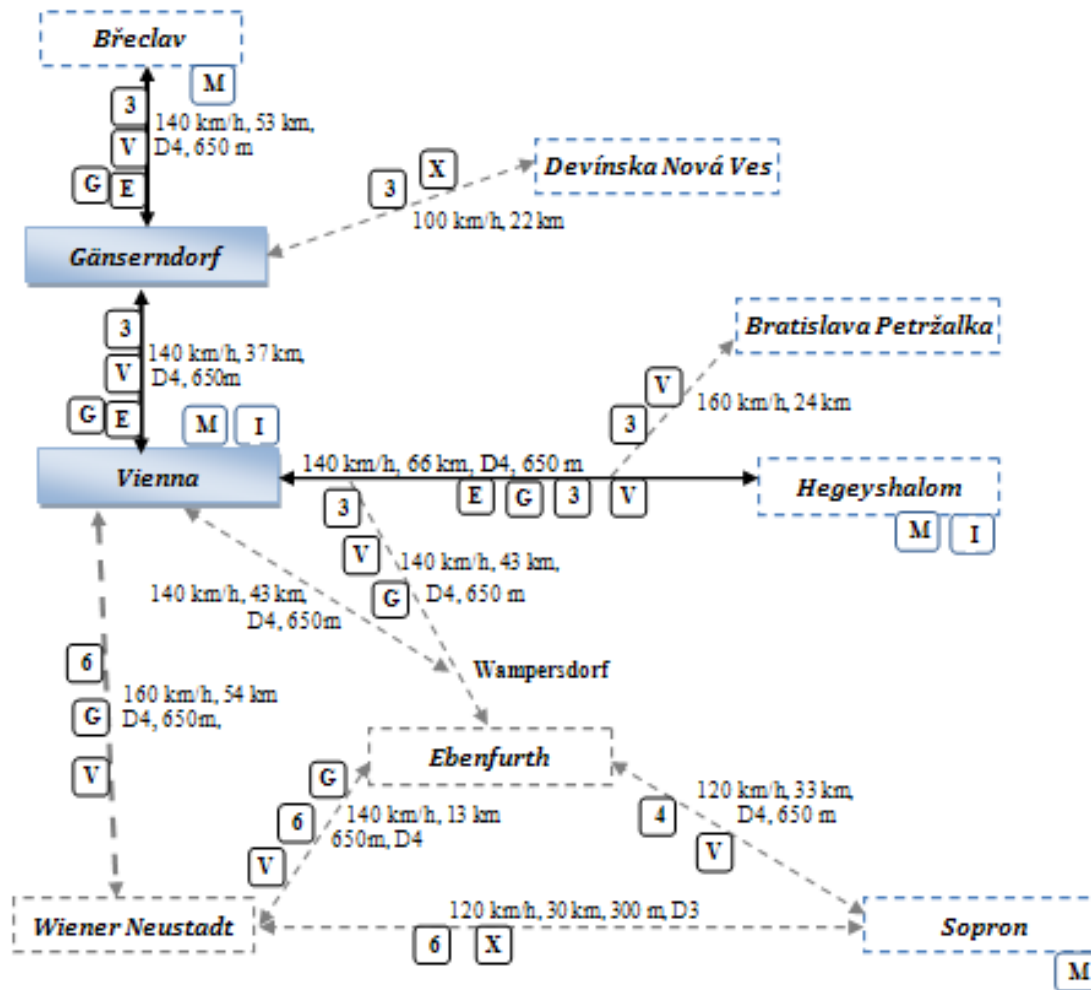 Břeclav
M
3
140 km/h, 53 km,
V
D4, 650 m
G E
X
3
Devínska Nová Ves
100 km/h, 22 km
Gänserndorf
3
140 km/h, 37 km,
V
D4, 650m
G E
M I
Bratislava Petržalka
V
160 km/h, 24 km
3
Vienna
140 km/h, 66 km, D4, 650 m
E G 3 V
Hegeyshalom
M I
3
V
140 km/h, 43 km,
G
D4, 650 m
140 km/h, 43 km,
D4, 650m
Wampersdorf
6
160 km/h, 54 km
G
D4, 650m,
V
Ebenfurth
G
6
140 km/h, 13 km
650m, D4
V
120 km/h, 33 km,
4
D4, 650 m
V
Wiener Neustadt
120 km/h, 30 km, 300 m, D3
6 X
Sopron
M